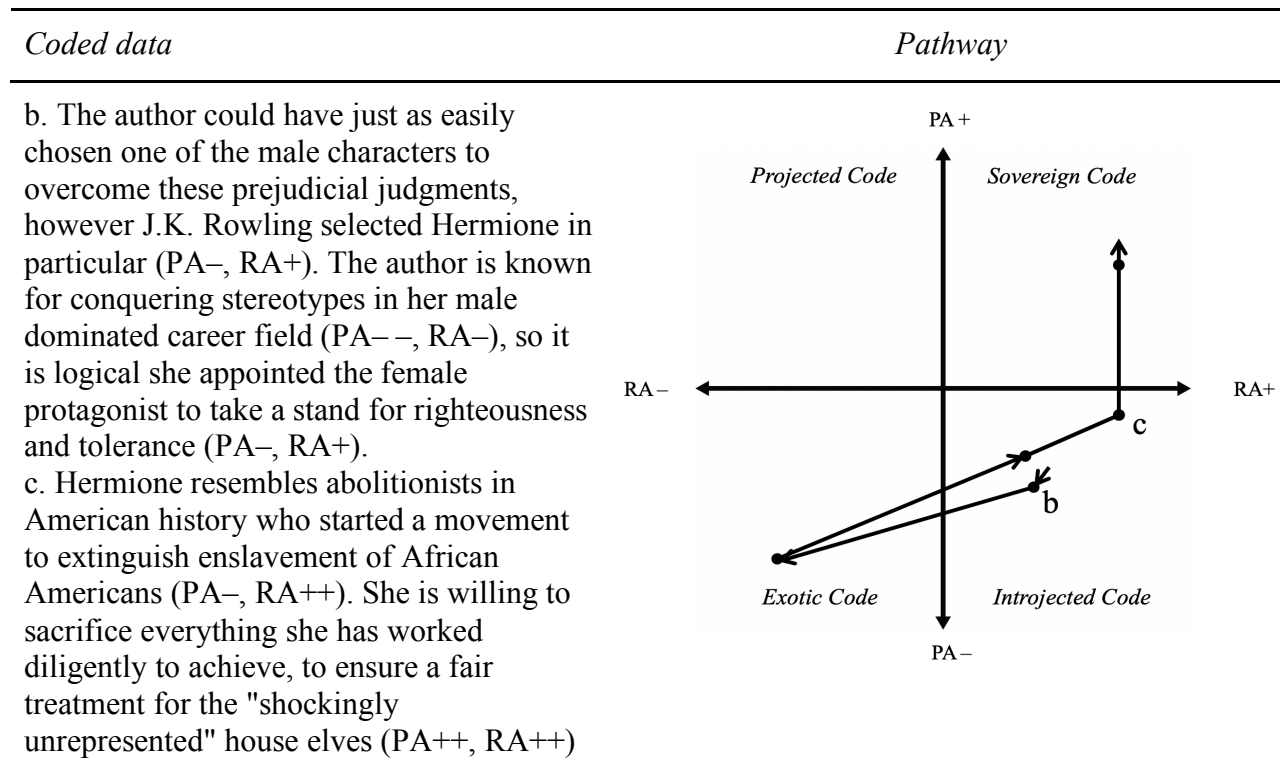 Coded data
Pathway
b. The author could have just as easily
chosen one of the male characters to
overcome these prejudicial judgments,
however J.K. Rowling selected Hermione in
particular (PA–, RA+). The author is known
for conquering stereotypes in her male
dominated career field (PA– –, RA–), so it
is logical she appointed the female
protagonist to take a stand for righteousness
and tolerance (PA–, RA+).
c. Hermione resembles abolitionists in
American history who started a movement
to extinguish enslavement of African
Americans (PA–, RA++). She is willing to
sacrifice everything she has worked
diligently to achieve, to ensure a fair
treatment for the "shockingly
unrepresented" house elves (PA++, RA++)
PA +
Projected Code
Sovereign Code
RA –
RA+
c
b
Exotic Code
Introjected Code
PA –